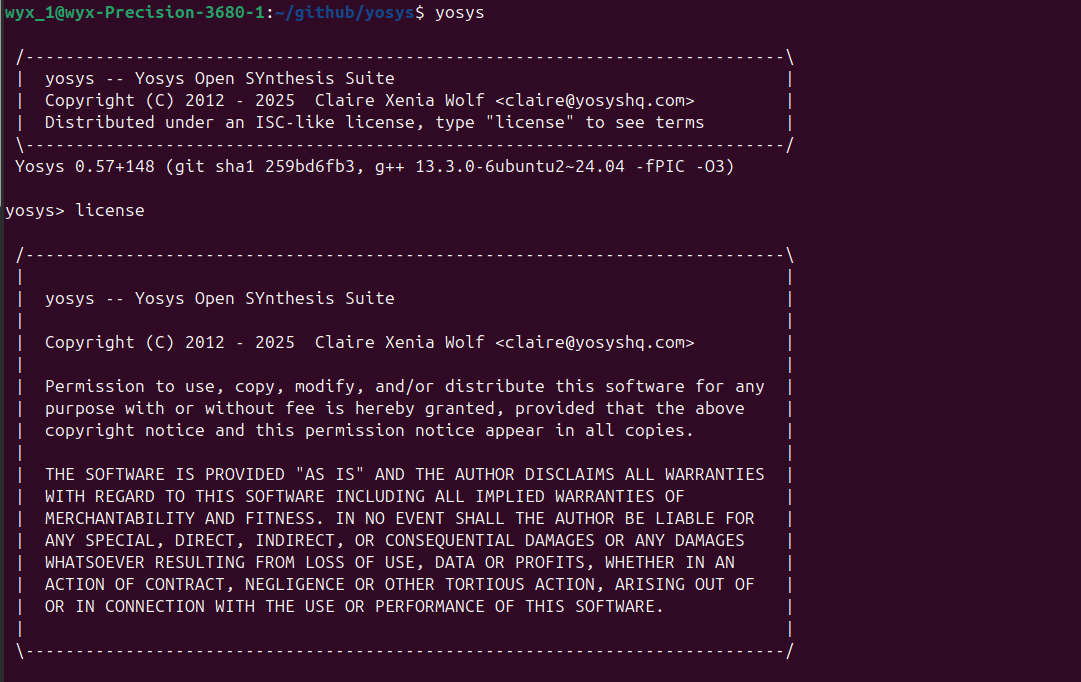 wyx_1@wyx-Precision-3680-1:~/github/yosys$ yosys

 /----------------------------------------------------------------------------\
 |  yosys -- Yosys Open SYnthesis Suite                                       |
 |  Copyright (C) 2012 - 2025  Claire Xenia Wolf <claire@yosyshq.com>         |
 |  Distributed under an ISC-like license, type "license" to see terms        |
 \----------------------------------------------------------------------------/
 Yosys 0.57+148 (git sha1 259bd6fb3, g++ 13.3.0-6ubuntu2~24.04 -fPIC -O3)

yosys> license

 /----------------------------------------------------------------------------\
 |                                                                            |
 |  yosys -- Yosys Open SYnthesis Suite                                       |
 |                                                                            |
 |  Copyright (C) 2012 - 2025  Claire Xenia Wolf <claire@yosyshq.com>         |
 |                                                                            |
 |  Permission to use, copy, modify, and/or distribute this software for any  |
 |  purpose with or without fee is hereby granted, provided that the above    |
 |  copyright notice and this permission notice appear in all copies.         |
 |                                                                            |
 |  THE SOFTWARE IS PROVIDED "AS IS" AND THE AUTHOR DISCLAIMS ALL WARRANTIES  |
 |  WITH REGARD TO THIS SOFTWARE INCLUDING ALL IMPLIED WARRANTIES OF          |
 |  MERCHANTABILITY AND FITNESS. IN NO EVENT SHALL THE AUTHOR BE LIABLE FOR   |
 |  ANY SPECIAL, DIRECT, INDIRECT, OR CONSEQUENTIAL DAMAGES OR ANY DAMAGES    |
 |  WHATSOEVER RESULTING FROM LOSS OF USE, DATA OR PROFITS, WHETHER IN AN     |
 |  ACTION OF CONTRACT, NEGLIGENCE OR OTHER TORTIOUS ACTION, ARISING OUT OF   |
 |  OR IN CONNECTION WITH THE USE OR PERFORMANCE OF THIS SOFTWARE.            |
 |                                                                            |
 \----------------------------------------------------------------------------/